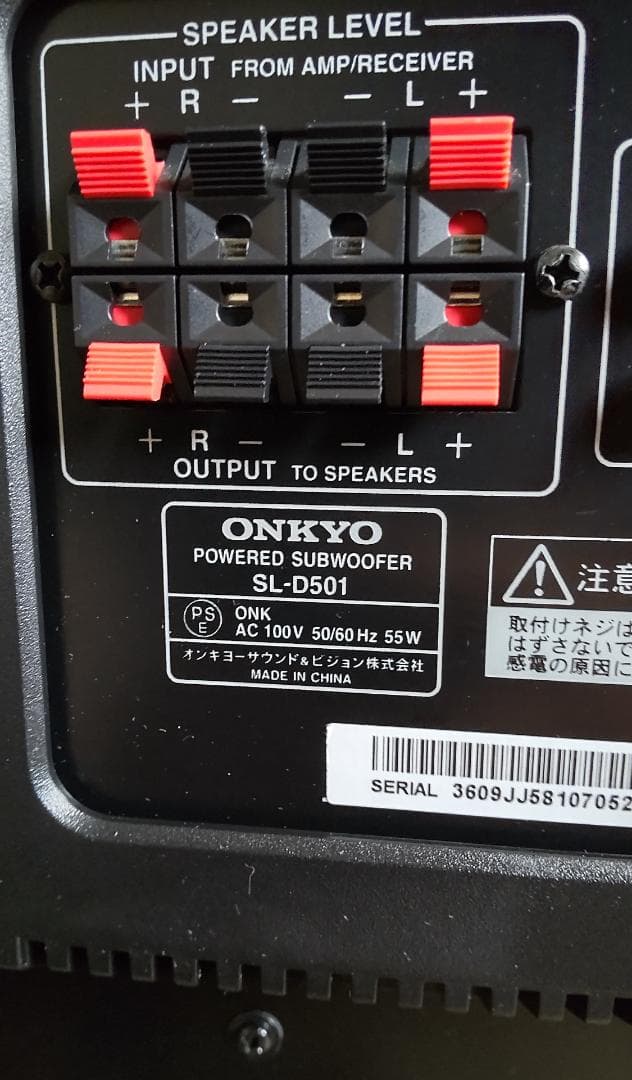 SPEAKER LEVEL
INPUT FROM AMP/RECEIVER
+ R − − L +
+ R − − L +
OUTPUT TO SPEAKERS
ONKYO
POWERED SUBWOOFER
SL-D501
PS
E
ONK
AC 100V 50/60Hz 55W
オンキヨーサウンド&ビジョン株式会社
MADE IN CHINA
注意
取付けネジは
はずさないで
感電の原因に
SERIAL 3609JJ58107052